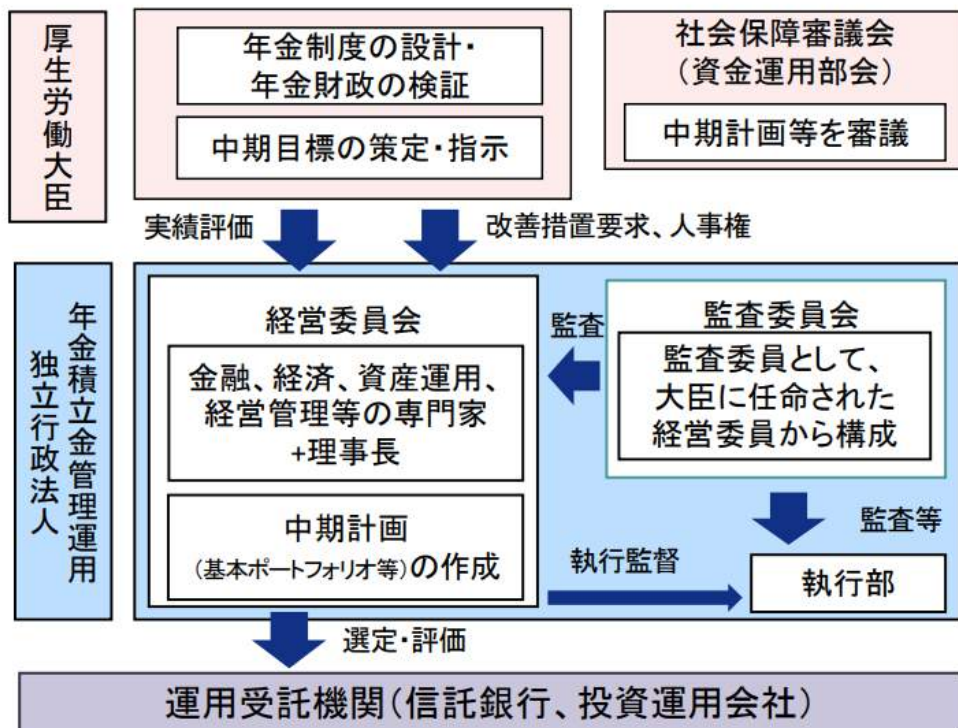 厚生労働大臣
年金制度の設計・
年金財政の検証
中期目標の策定・指示
社会保障審議会
（資金運用部会）
中期計画等を審議
実績評価
改善措置要求、人事権
年金積立金管理運用
独立行政法人
経営委員会
金融、経済、資産運用、
経営管理等の専門家
+理事長
中期計画
（基本ポートフォリオ等）の作成
監査
監査委員会
監査委員として、
大臣に任命された
経営委員から構成
監査等
執行監督
執行部
選定・評価
運用受託機関（信託銀行、投資運用会社）